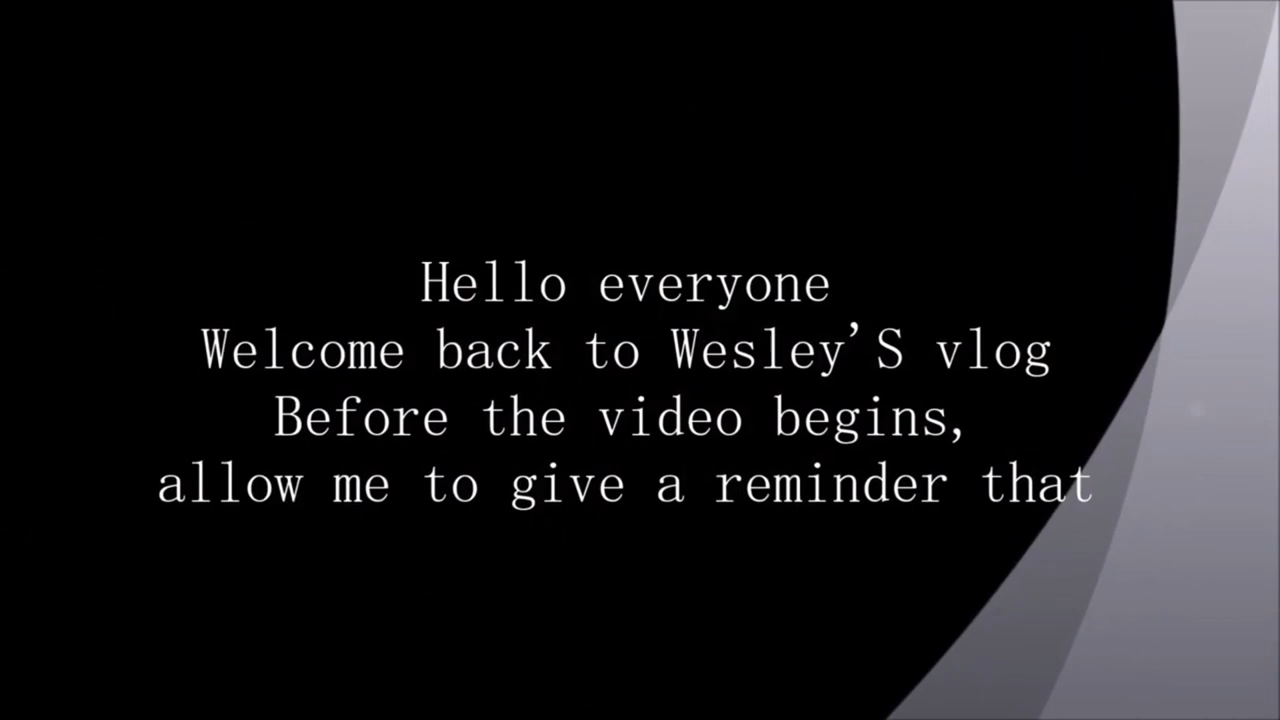 Hello everyone
Welcome back to Wesley'S vlog
Before the video begins,
allow me to give a reminder that